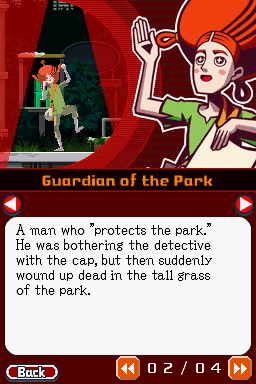 Guardian of the Park
A man who "protects the park."
He was bothering the detective
with the cap, but then suddenly
wound up dead in the tall grass
of the park.
Back
02/04